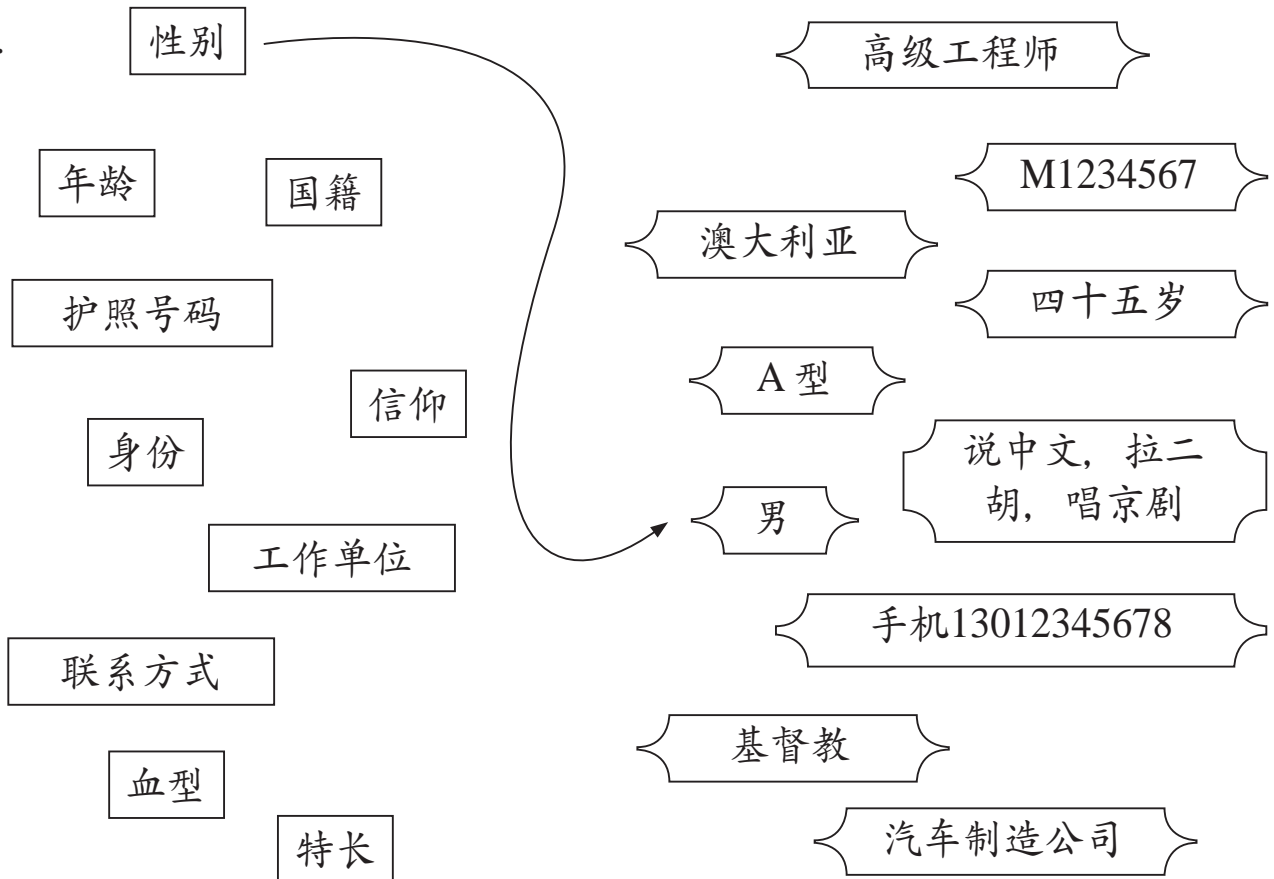 性别
高级工程师
年龄
国籍
M1234567
澳大利亚
护照号码
四十五岁
A 型
信仰
身份
说中文, 拉二
胡, 唱京剧
男
工作单位
手机13012345678
联系方式
基督教
血型
汽车制造公司
特长